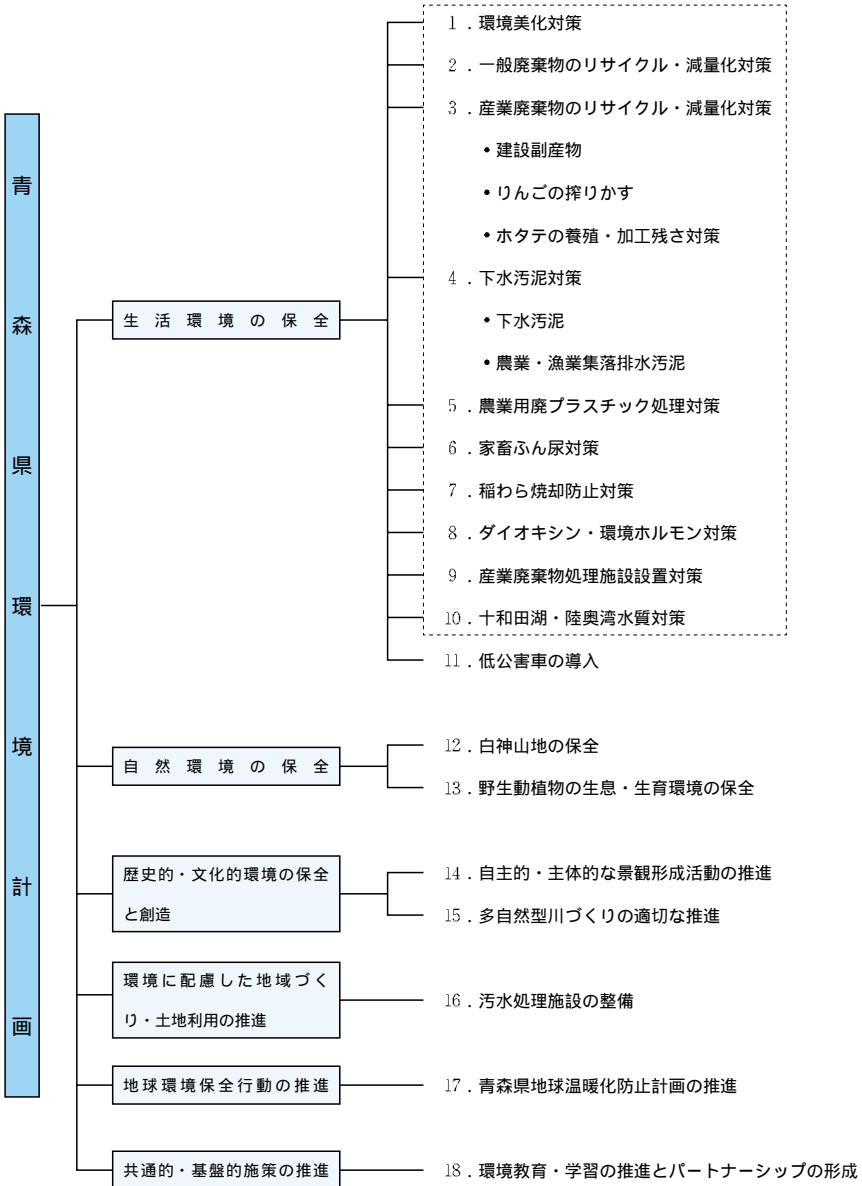 青森県環境計画
生活環境の保全
1．環境美化対策
2．一般廃棄物のリサイクル・減量化対策
3．産業廃棄物のリサイクル・減量化対策
•建設副産物
•りんごの搾りかす
•ホタテの養殖・加工残さ対策
4．下水汚泥対策
•下水汚泥
•農業・漁業集落排水汚泥
5．農業用廃プラスチック処理対策
6．家畜ふん尿対策
7．稲わら焼却防止対策
8．ダイオキシン・環境ホルモン対策
9．産業廃棄物処理施設設置対策
10．十和田湖・陸奥湾水質対策
11．低公害車の導入
自然環境の保全
12．白神山地の保全
13．野生動植物の生息・生育環境の保全
歴史的・文化的環境の保全
と創造
14．自主的・主体的な景観形成活動の推進
15．多自然型川づくりの適切な推進
環境に配慮した地域づく
り・土地利用の推進
16．汚水処理施設の整備
地球環境保全行動の推進
17．青森県地球温暖化防止計画の推進
共通的・基盤的施策の推進
18．環境教育・学習の推進とパートナーシップの形成